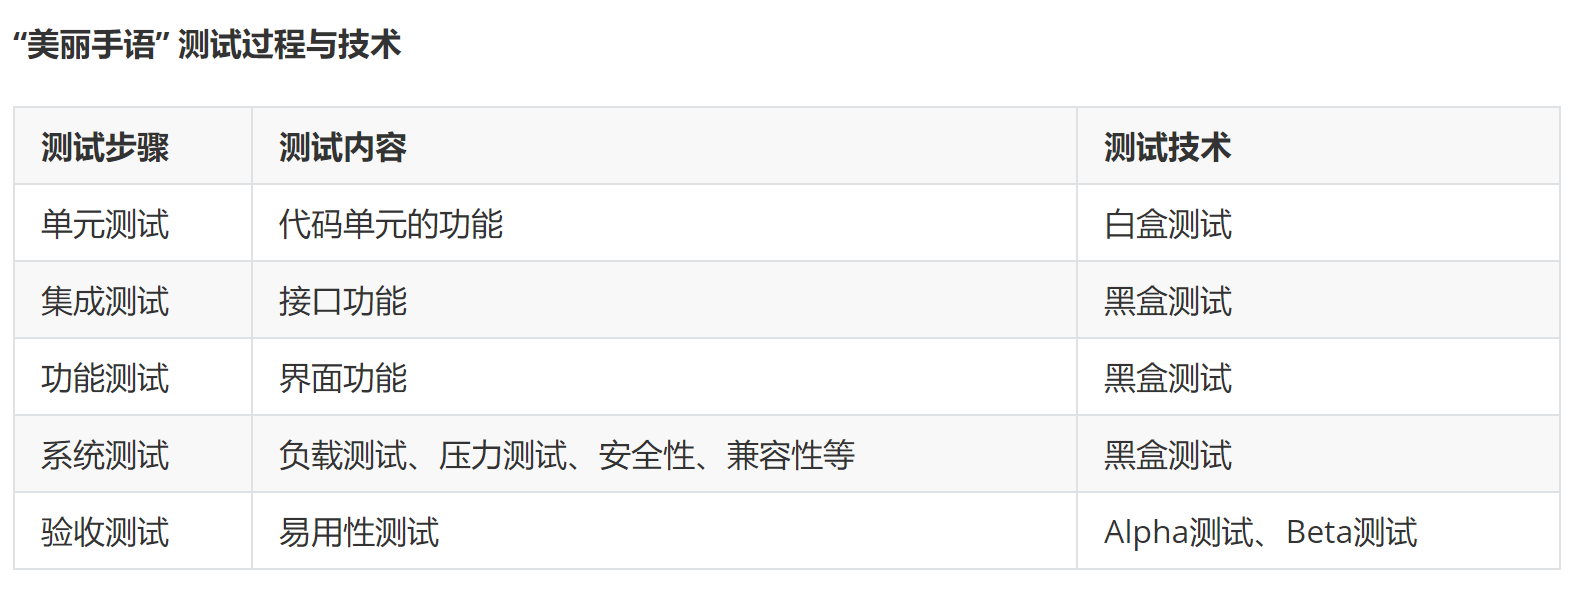 “美丽手语” 测试过程与技术
测试步骤 测试内容 测试技术
单元测试 代码单元的功能 白盒测试
集成测试 接口功能 黑盒测试
功能测试 界面功能 黑盒测试
系统测试 负载测试、压力测试、安全性、兼容性等 黑盒测试
验收测试 易用性测试 Alpha测试、Beta测试